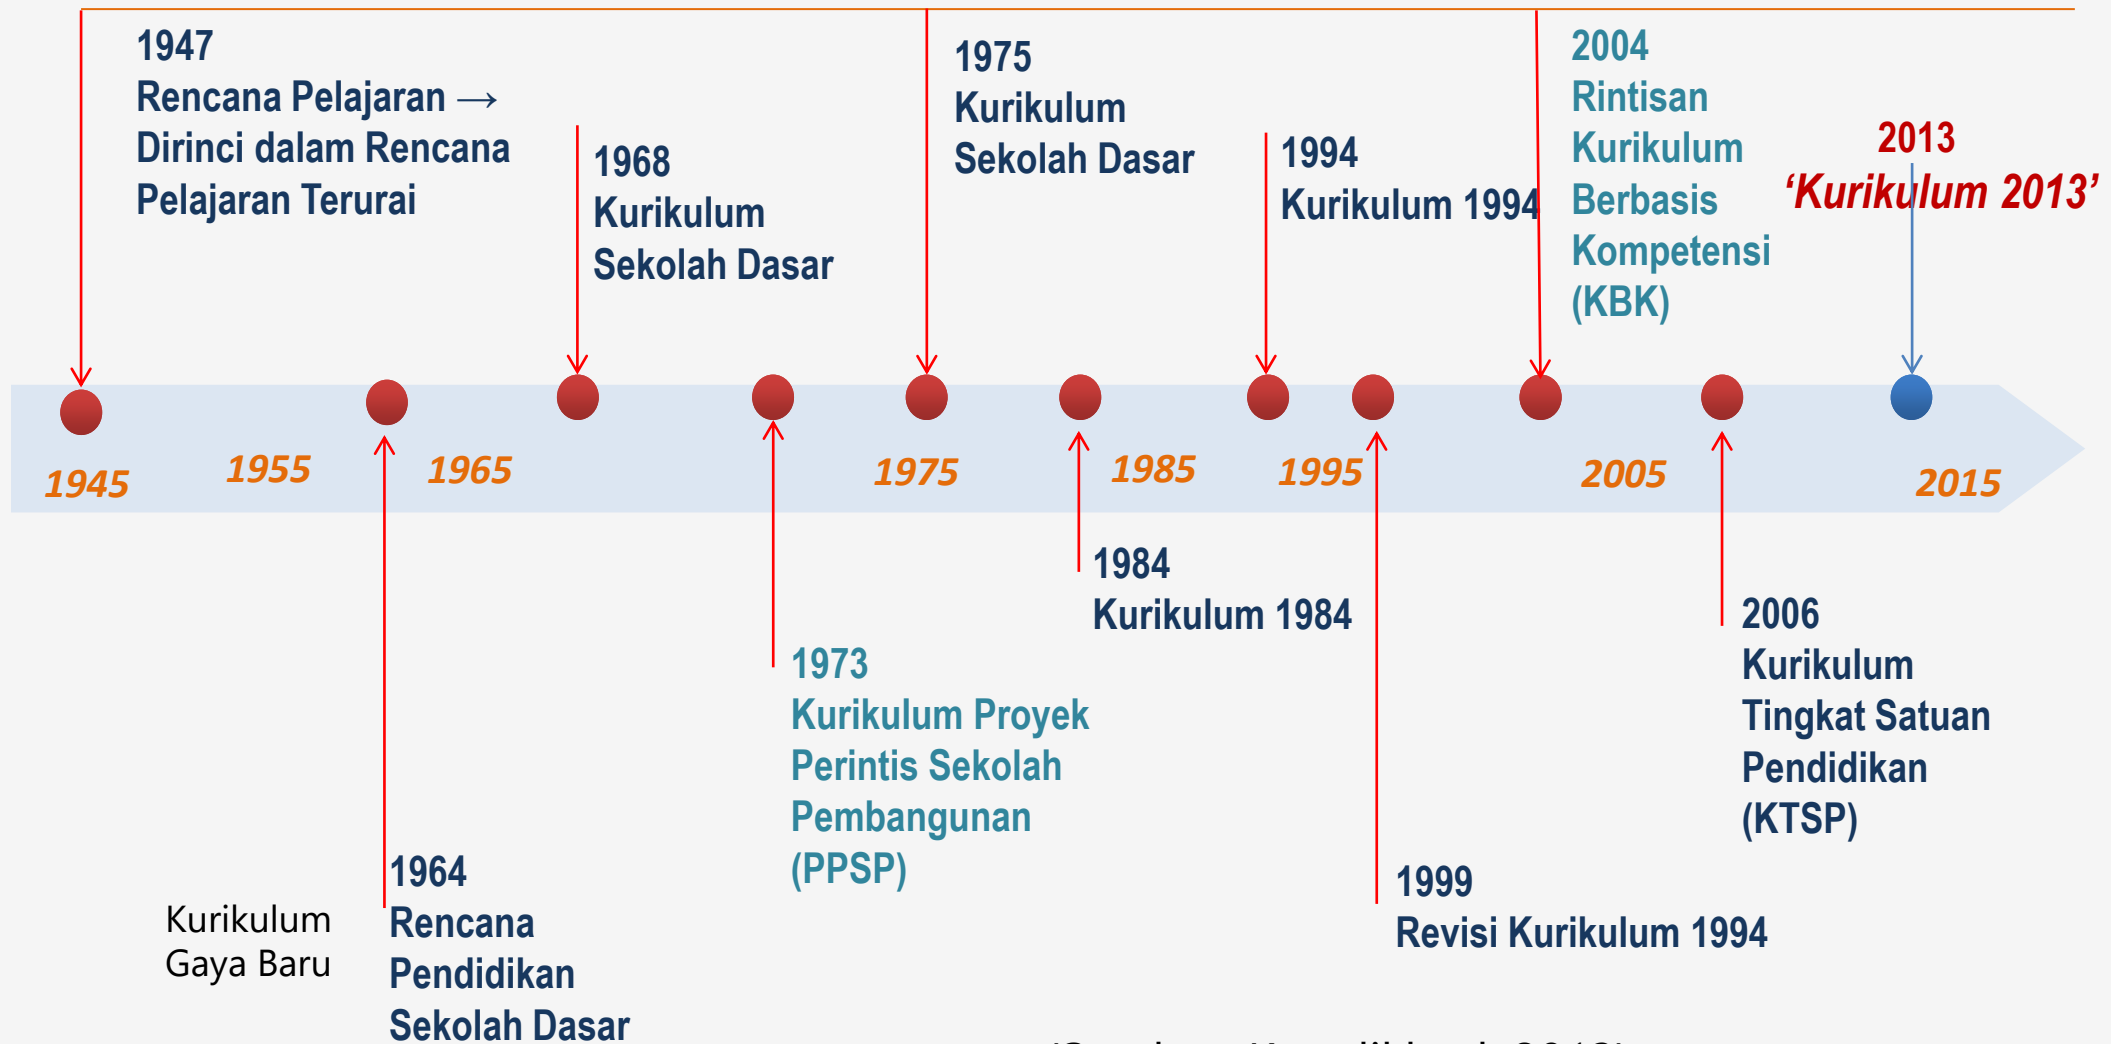 1947
Rencana Pelajaran →
Dirinci dalam Rencana
Pelajaran Terurai
1968
Kurikulum
Sekolah Dasar
1975
Kurikulum
Sekolah Dasar
1994
Kurikulum 1994
2004
Rintisan
Kurikulum
Berbasis
Kompetensi
(KBK)
2013
‘Kurikulum 2013’
1945
1955
1965
1975
1985
1995
2005
2015
1964
Rencana
Pendidikan
Sekolah Dasar
Kurikulum
Gaya Baru
1973
Kurikulum Proyek
Perintis Sekolah
Pembangunan
(PPSP)
1984
Kurikulum 1984
1999
Revisi Kurikulum 1994
2006
Kurikulum
Tingkat Satuan
Pendidikan
(KTSP)